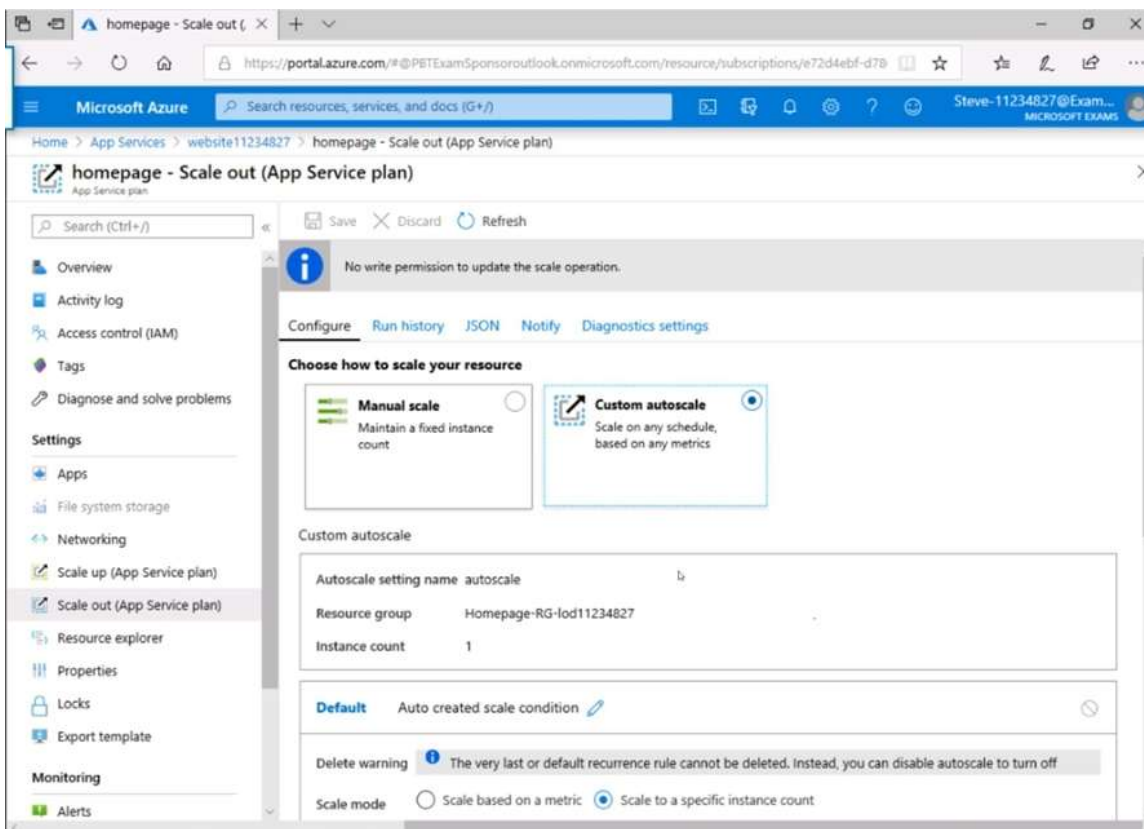 homepage - Scale out (
https://portal.azure.com/#@PBTExamSponsoroutlook.onmicrosoft.com/resource/subscriptions/e72d4ebf-d78
Microsoft Azure
Search resources, services, and docs (G+/)
Steve-11234827@Exam...
MICROSOFT EXAMS
Home > App Services > website11234827 > homepage - Scale out (App Service plan)
homepage - Scale out (App Service plan)
App Service plan
Search (Ctrl+/)
Overview
Activity log
Access control (IAM)
Tags
Diagnose and solve problems
Settings
Apps
File system storage
Networking
Scale up (App Service plan)
Scale out (App Service plan)
Resource explorer
Properties
Locks
Export template
Monitoring
Alerts
Save Discard Refresh
No write permission to update the scale operation.
Configure Run history JSON Notify Diagnostics settings
Choose how to scale your resource
Manual scale
Maintain a fixed instance
count
Custom autoscale
Scale on any schedule,
based on any metrics
Custom autoscale
Autoscale setting name autoscale
Resource group Homepage-RG-lod11234827
Instance count 1
Default Auto created scale condition
Delete warning The very last or default recurrence rule cannot be deleted. Instead, you can disable autoscale to turn off
Scale mode Scale based on a metric Scale to a specific instance count